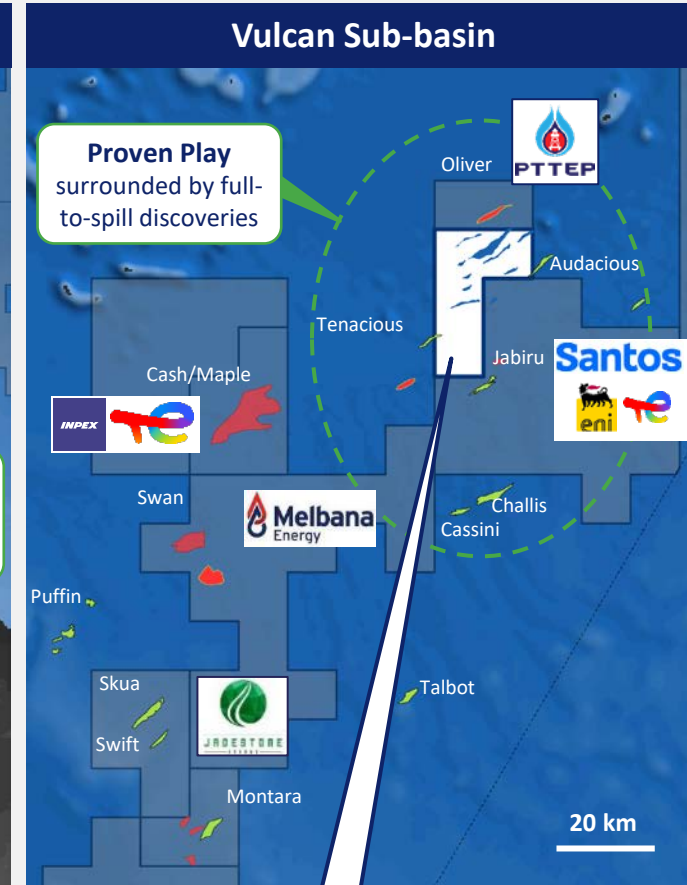 Vulcan Sub-basin
Proven Play
surrounded by full-
to-spill discoveries
Oliver
PTTEP
Audacious
Tenacious
Jabiru
Santos
eni
Cash/Maple
INPEX
Swan
Melbana
Energy
Challis
Cassini
Puffin
Skua
Swift
Talbot
JADESTONE
Montara
20 km